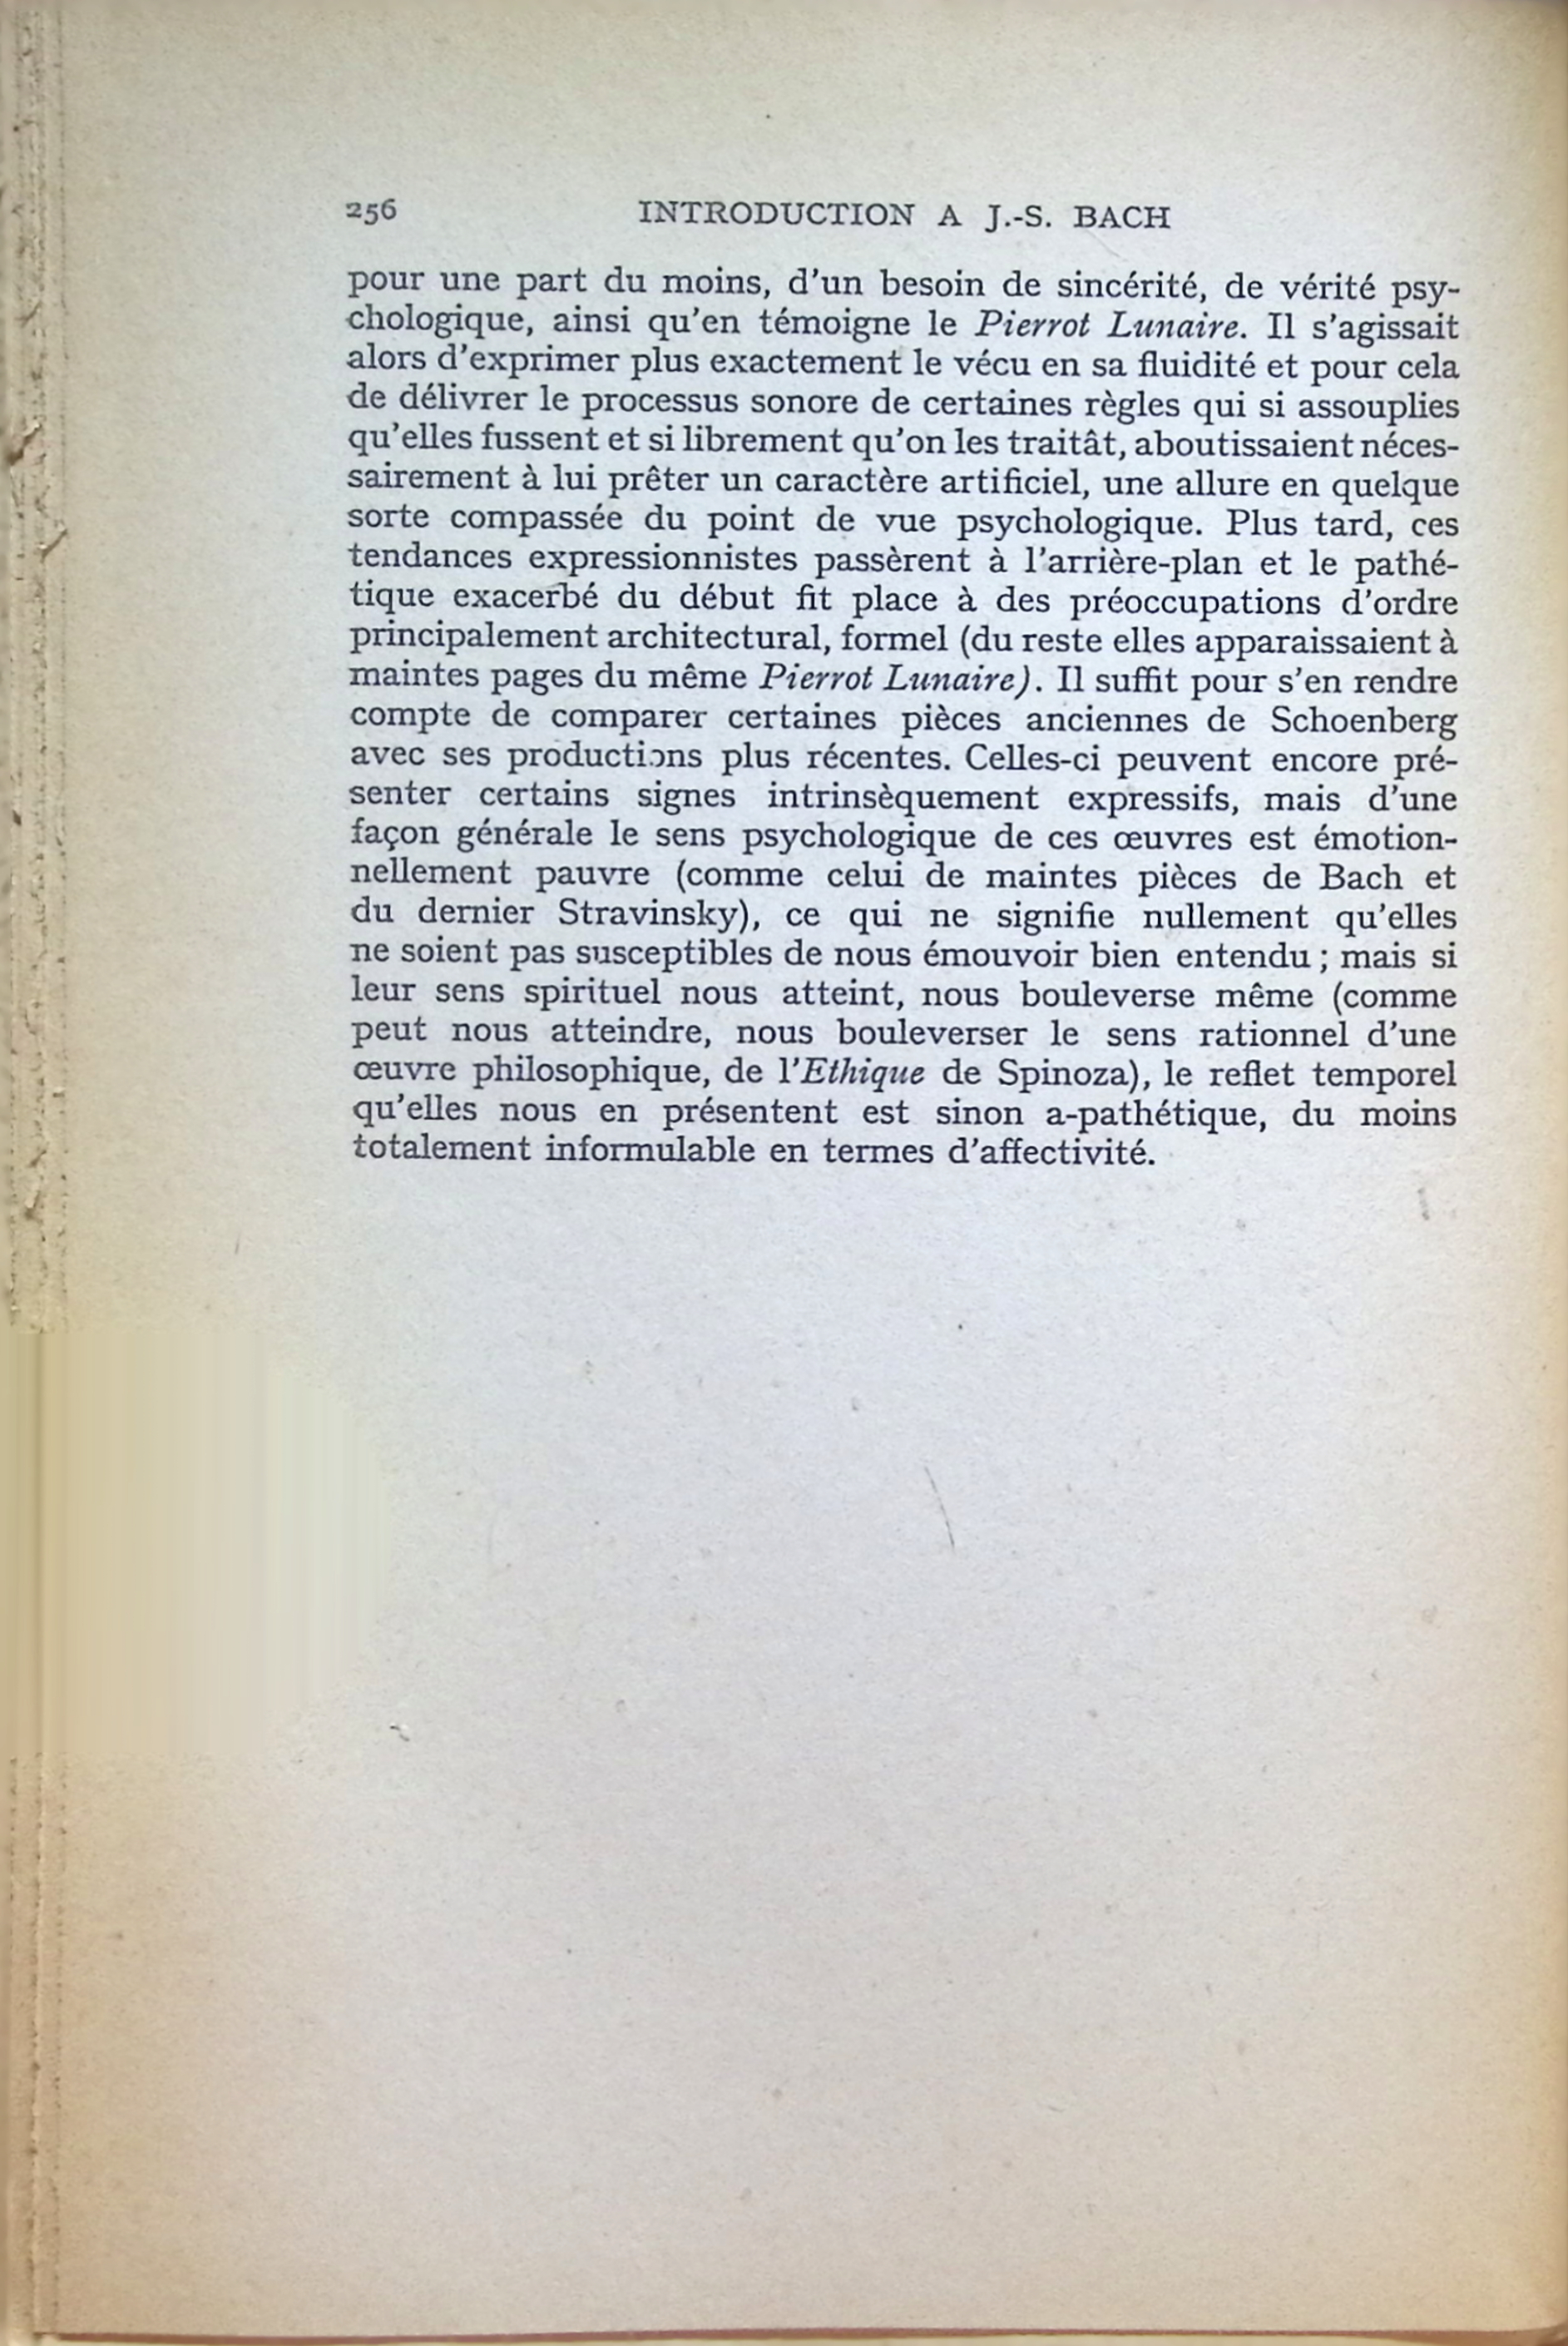 256 INTRODUCTION A J.-S. BACH
pour une part du moins, d'un besoin de sincérité, de vérité psy-
chologique, ainsi qu'en témoigne le Pierrot Lunaire. Il s'agissait
alors d'exprimer plus exactement le vécu en sa fluidité et pour cela
de délivrer le processus sonore de certaines règles qui si assouplies
qu'elles fussent et si librement qu'on les traitât, aboutissaient néces-
sairement à lui prêter un caractère artificiel, une allure en quelque
sorte compassée du point de vue psychologique. Plus tard, ces
tendances expressionnistes passèrent à l'arrière-plan et le pathé-
tique exacerbé du début fit place à des préoccupations d'ordre
principalement architectural, formel (du reste elles apparaissaient à
maintes pages du même Pierrot Lunaire). Il suffit pour s'en rendre
compte de comparer certaines pièces anciennes de Schoenberg
avec ses productions plus récentes. Celles-ci peuvent encore pré-
senter certains signes intrinsèquement expressifs, mais d'une
façon générale le sens psychologique de ces œuvres est émotion-
nellement pauvre (comme celui de maintes pièces de Bach et
du dernier Stravinsky), ce qui ne signifie nullement qu'elles
ne soient pas susceptibles de nous émouvoir bien entendu ; mais si
leur sens spirituel nous atteint, nous bouleverse même (comme
peut nous atteindre, nous bouleverser le sens rationnel d'une
œuvre philosophique, de l'Ethique de Spinoza), le reflet temporel
qu'elles nous en présentent est sinon a-pathétique, du moins
totalement informulable en termes d'affectivité.